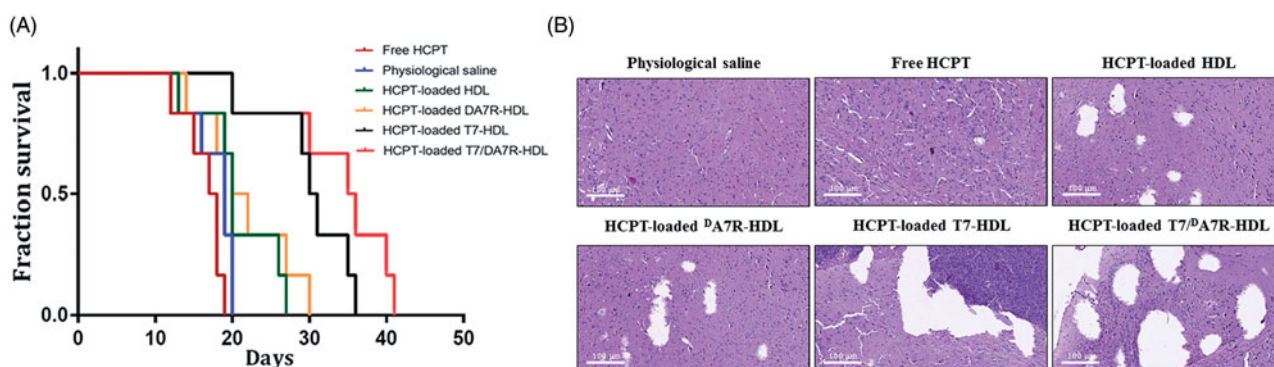 (A)
Free HCPT
Physiological saline
HCPT-loaded HDL
HCPT-loaded DA7R-HDL
HCPT-loaded T7-HDL
HCPT-loaded T7/DA7R-HDL
Fraction survival
1.0
0.5
0.0
0 10 20 30 40 50
Days
(B)
Physiological saline Free HCPT HCPT-loaded HDL
100 μm 100 μm 100 μm
HCPT-loaded ᴰA7R-HDL HCPT-loaded T7-HDL HCPT-loaded T7/ᴰA7R-HDL
100 μm 100 μm 100 μm